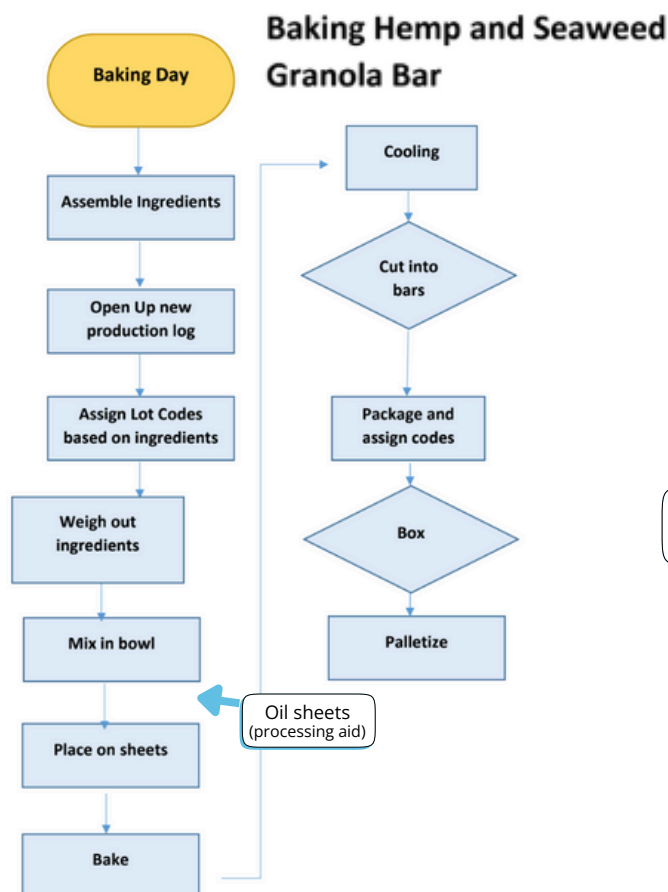 Baking Hemp and Seaweed
Granola Bar
Baking Day
Assemble Ingredients
Open Up new
production log
Assign Lot Codes
based on ingredients
Weigh out
ingredients
Mix in bowl
Oil sheets
(processing aid)
Place on sheets
Bake
Cooling
Cut into
bars
Package and
assign codes
Box
Palletize